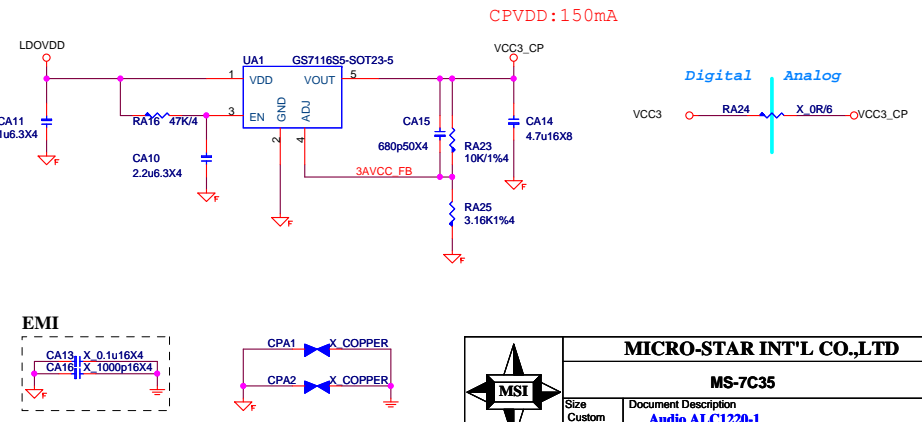 CPVDD:150mA
LDOVDD
VCC3_CP
UA1 GS7116S5-SOT23-5
1 VDD VOUT 5
Digital Analog
CA11
1u6.3X4
RA16 47K/4
3 EN GND ADJ
2 4
CA15
680p50X4
RA23
10K/1%4
CA14
4.7u16X8
VCC3 RA24 X_0R/6 VCC3_CP
CA10
2.2u6.3X4
3AVCC_FB
F
F
F
RA25
3.16K1%4
F
F
EMI
CA13 X_0.1u16X4
CA16 X_1000p16X4
F
CPA1 X_COPPER
CPA2 X_COPPER
F
MSI
MICRO-STAR INT'L CO.,LTD
MS-7C35
Size
Custom
Document Description
Audio ALC1220-1